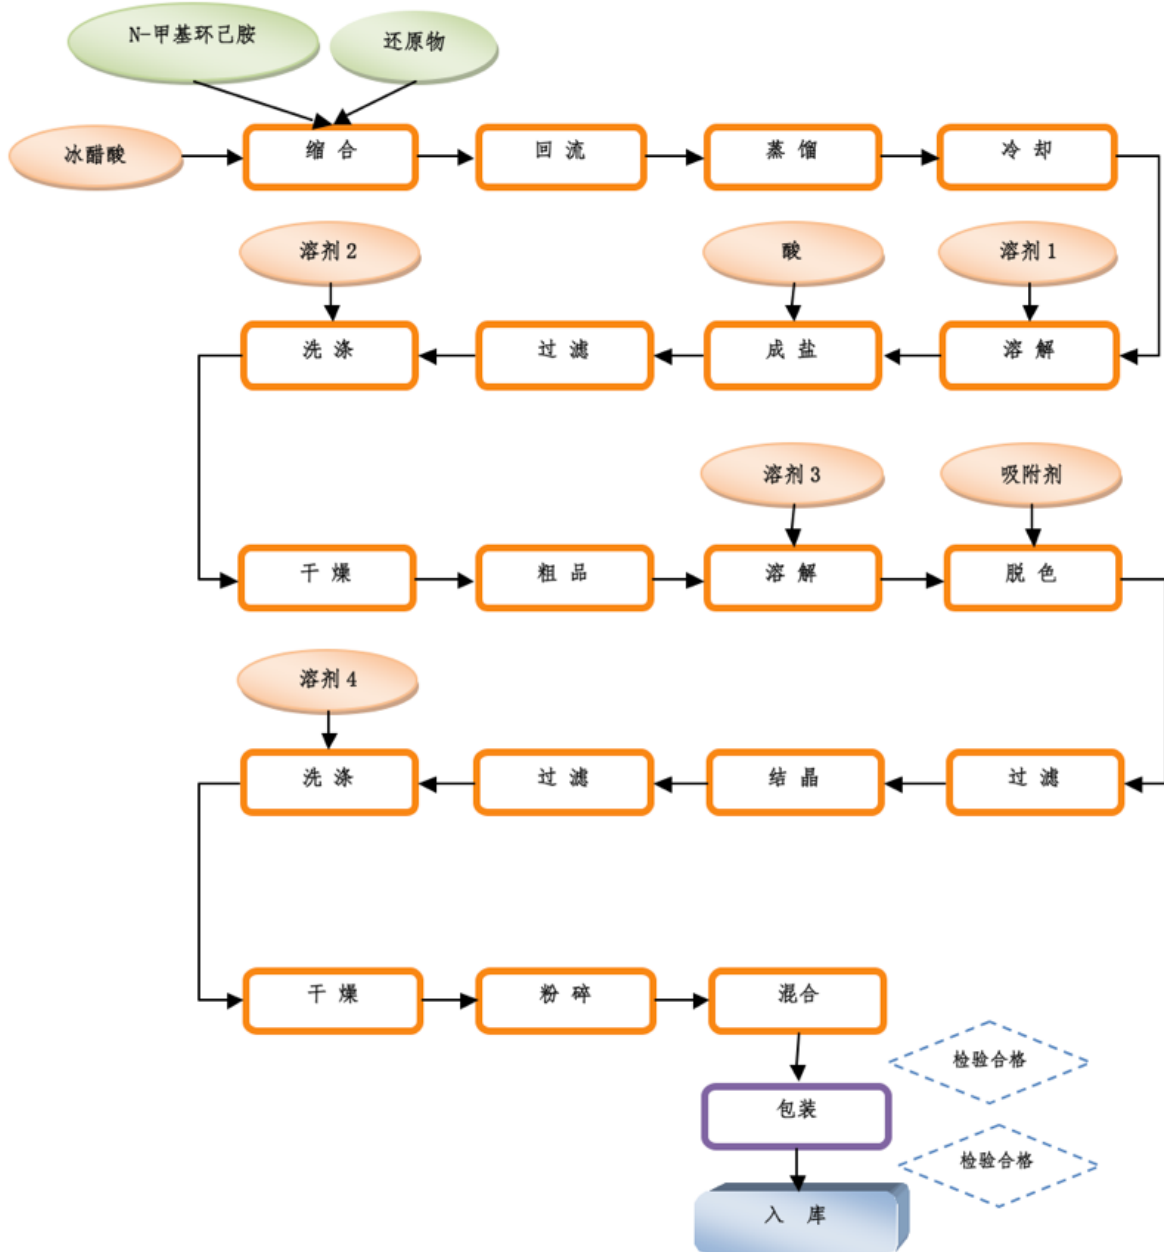 N-甲基环己胺
还原物
冰醋酸
缩 合
回 流
蒸 馏
冷 却
溶剂 2
酸
溶剂 1
洗 涤
过 滤
成 盐
溶 解
溶剂 3
吸附剂
干 燥
粗 品
溶 解
脱 色
溶剂 4
洗 涤
过 滤
结 晶
过 滤
干 燥
粉 碎
混合
检验合格
包装
检验合格
入 库